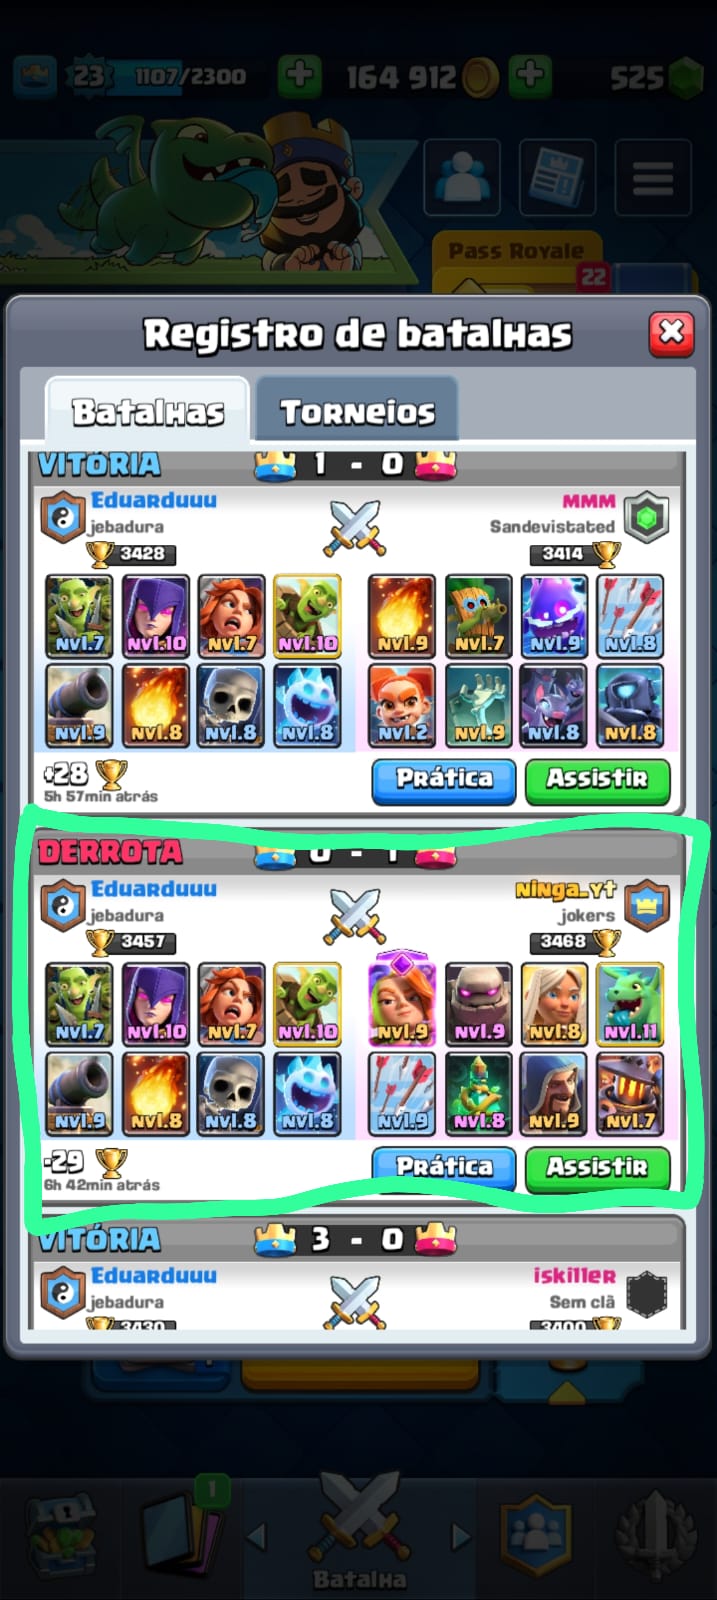 23 1107/2300 164 912 525
Pass Royale
22
Registro de batalhas
Batalhas Torneios
VITÓRIA 1 - 0
Eduarduuu MMM
jebadura Sandevistated
3428 3414
Nvl.7 Nvl.10 Nvl.7 Nvl.10 Nvl.9 Nvl.7 Nvl.9 Nvl.8
Nvl.9 Nvl.8 Nvl.8 Nvl.8 Nvl.2 Nvl.9 Nvl.8 Nvl.8
+28 Prática Assistir
5h 57min atrás
DERROTA 0 - 1
Eduarduuu Ninga_Yt
jebadura jokers
3457 3468
Nvl.7 Nvl.10 Nvl.7 Nvl.10 Nvl.9 Nvl.9 Nvl.8 Nvl.11
Nvl.9 Nvl.8 Nvl.8 Nvl.8 Nvl.9 Nvl.8 Nvl.9 Nvl.7
-29 Prática Assistir
6h 42min atrás
VITÓRIA 3 - 0
Eduarduuu iskiller
jebadura Sem clã
3430 3400
1
Batalha